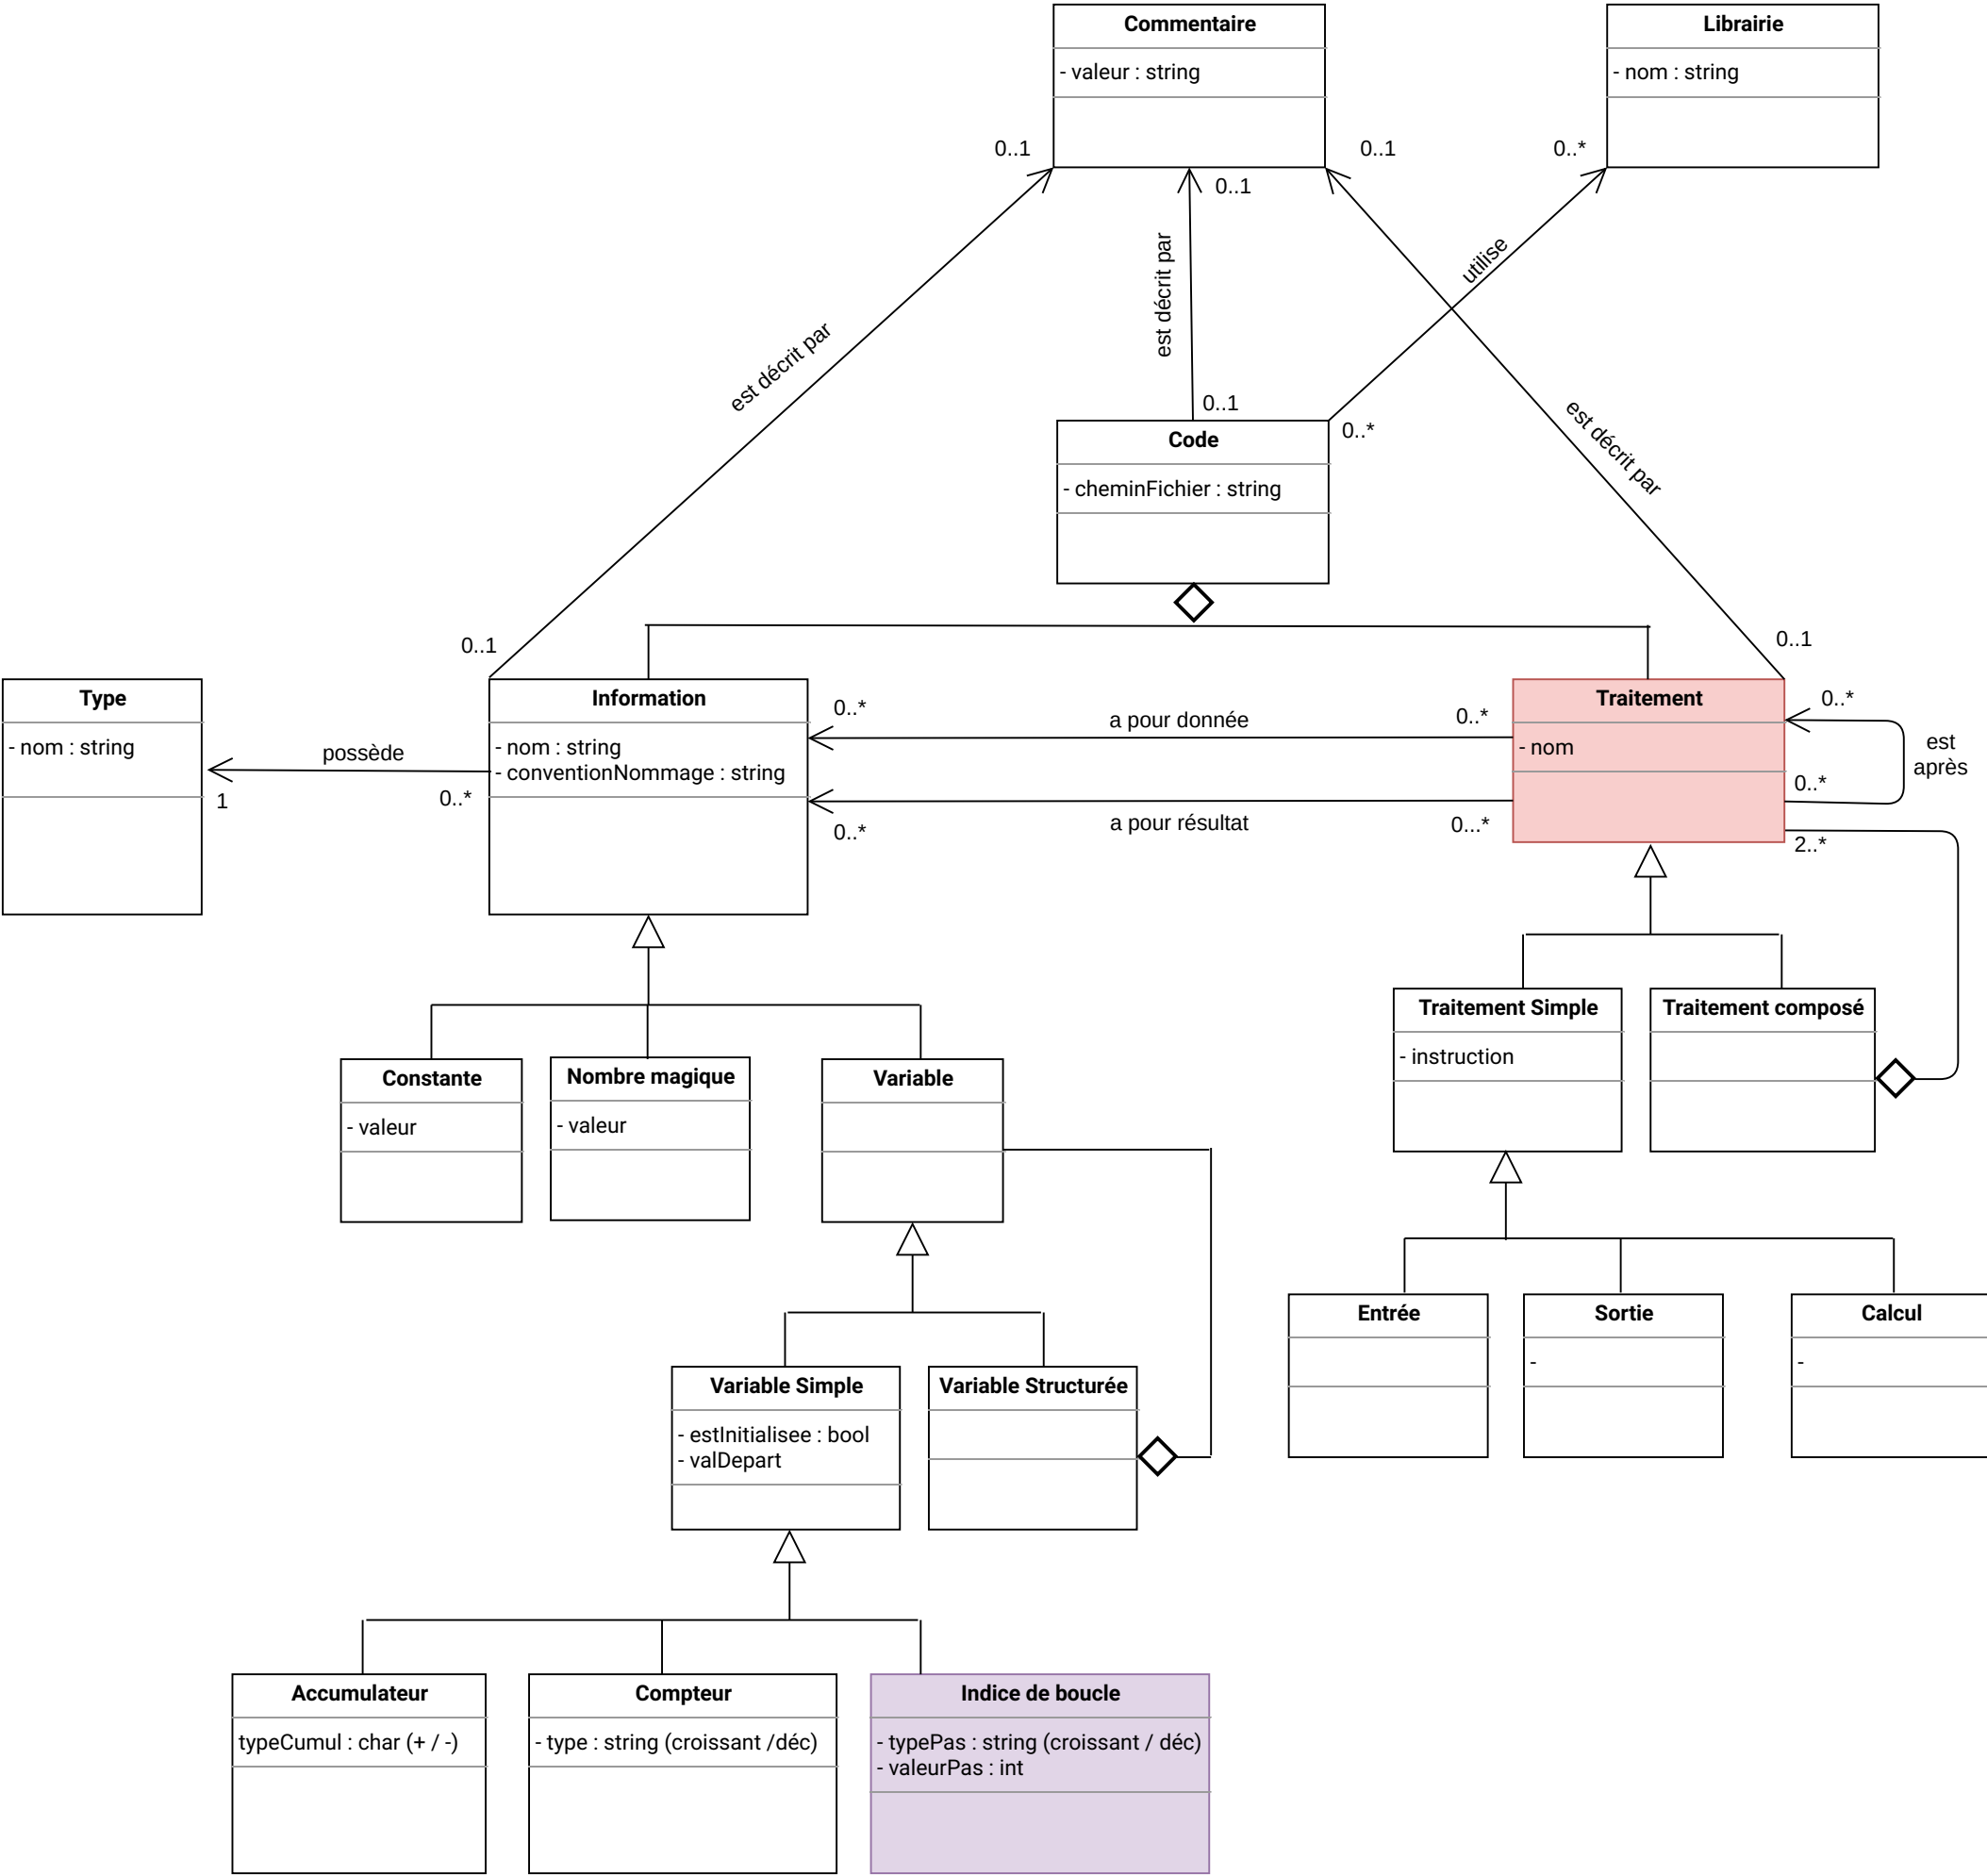 Commentaire
- valeur : string
Librairie
- nom : string
0..1
0..1
0..*
0..1
est décrit par
utilise
est décrit par
est décrit par
0..1
0..*
Code
- cheminFichier : string
0..1
0..1
Type
- nom : string
possède
1
0..*
Information
- nom : string
- conventionNommage : string
0..*
a pour donnée
0..*
0..*
a pour résultat
0...*
Traitement
- nom
0..*
est
après
0..*
2..*
Constante
- valeur
Nombre magique
- valeur
Variable
Traitement Simple
- instruction
Traitement composé
Entrée
Sortie
-
Calcul
-
Variable Simple
- estInitialisee : bool
- valDepart
Variable Structurée
Accumulateur
typeCumul : char (+ / -)
Compteur
- type : string (croissant /déc)
Indice de boucle
- typePas : string (croissant / déc)
- valeurPas : int